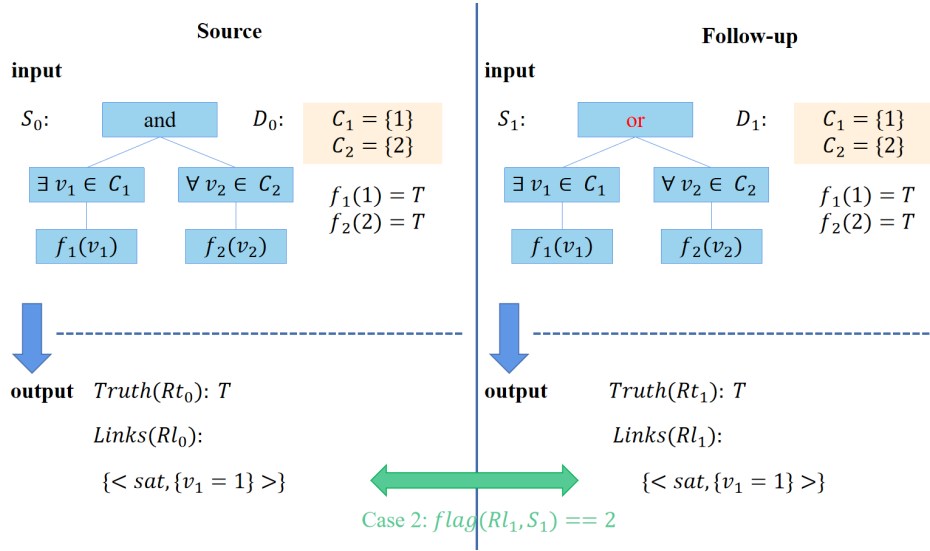 Source
input
S₀:
and
D₀:
C₁ = {1}
C₂ = {2}
∃ v₁ ∈ C₁
∀ v₂ ∈ C₂
f₁(1) = T
f₂(2) = T
f₁(v₁)
f₂(v₂)
output
Truth(Rt₀): T
Links(Rl₀):
{< sat, {v₁ = 1} >}
Follow-up
input
S₁:
or
D₁:
C₁ = {1}
C₂ = {2}
∃ v₁ ∈ C₁
∀ v₂ ∈ C₂
f₁(1) = T
f₂(2) = T
f₁(v₁)
f₂(v₂)
output
Truth(Rt₁): T
Links(Rl₁):
{< sat, {v₁ = 1} >}
Case 2: flag(Rl₁, S₁) == 2